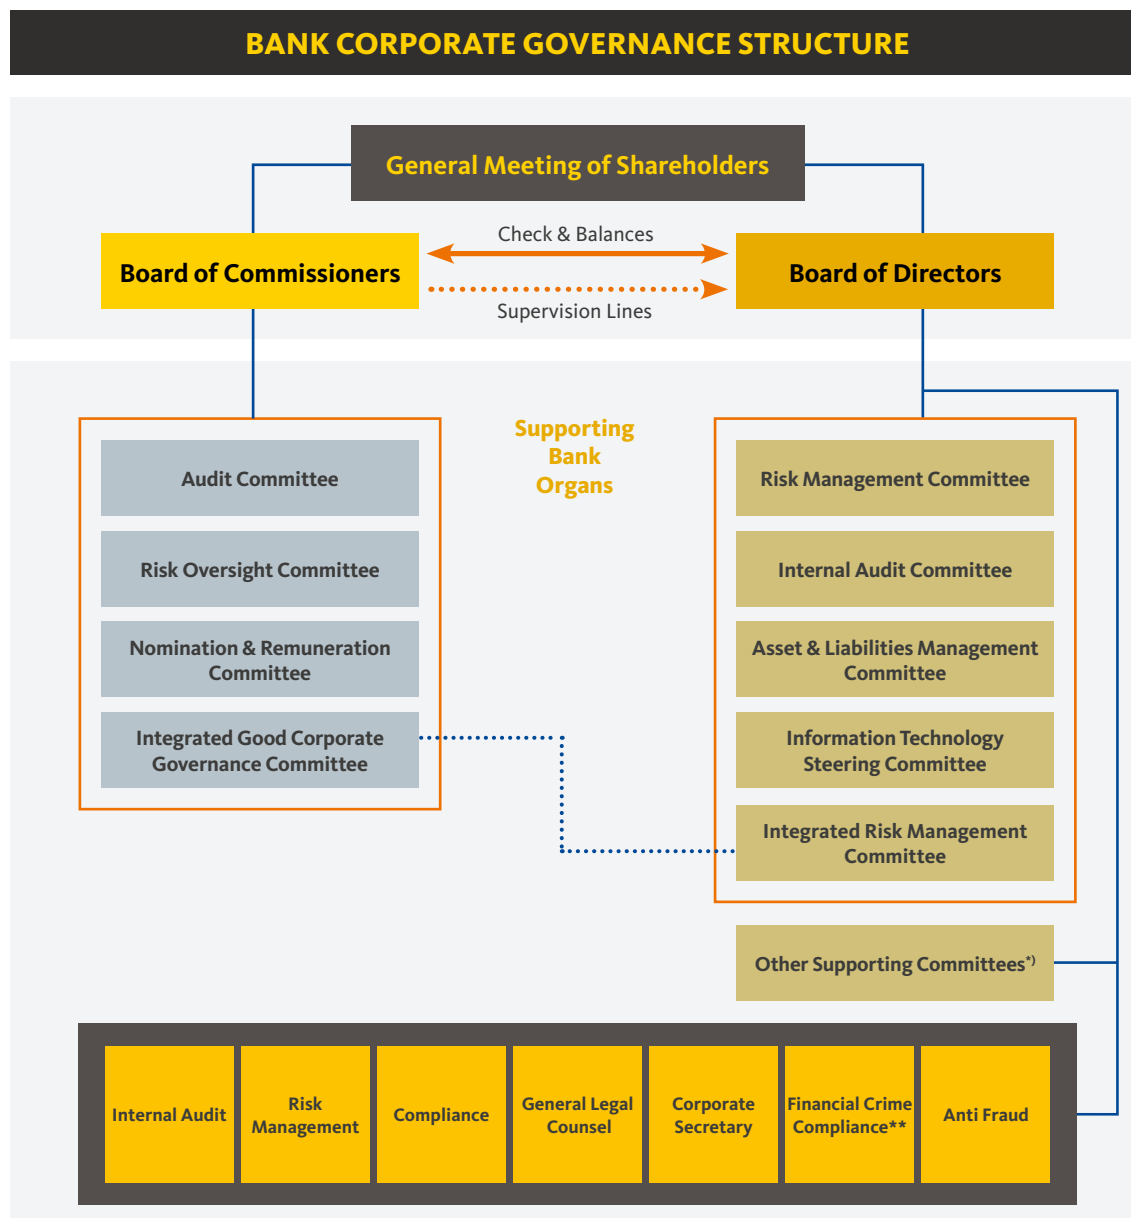 BANK CORPORATE GOVERNANCE STRUCTURE
General Meeting of Shareholders
Check & Balances
Board of Commissioners
Board of Directors
Supervision Lines
Supporting
Bank
Organs
Audit Committee
Risk Oversight Committee
Nomination & Remuneration
Committee
Integrated Good Corporate
Governance Committee
Risk Management Committee
Internal Audit Committee
Asset & Liabilities Management
Committee
Information Technology
Steering Committee
Integrated Risk Management
Committee
Other Supporting Committees*)
Internal Audit
Risk
Management
Compliance
General Legal
Counsel
Corporate
Secretary
Financial Crime
Compliance**
Anti Fraud